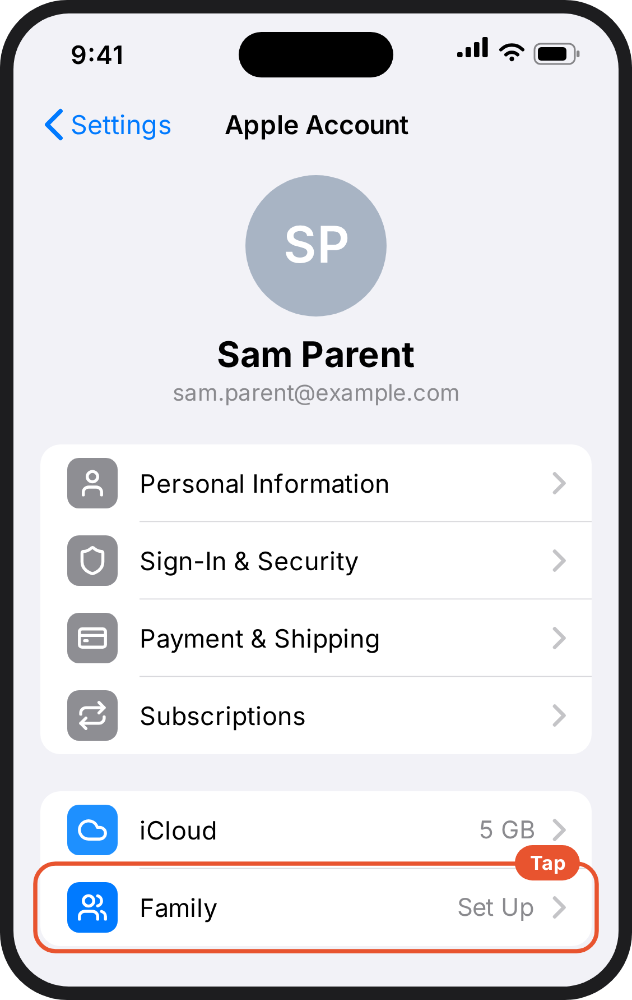 9:41
Settings
Apple Account
SP
Sam Parent
sam.parent@example.com
Personal Information
Sign-In & Security
Payment & Shipping
Subscriptions
iCloud 5 GB
Tap
Family Set Up